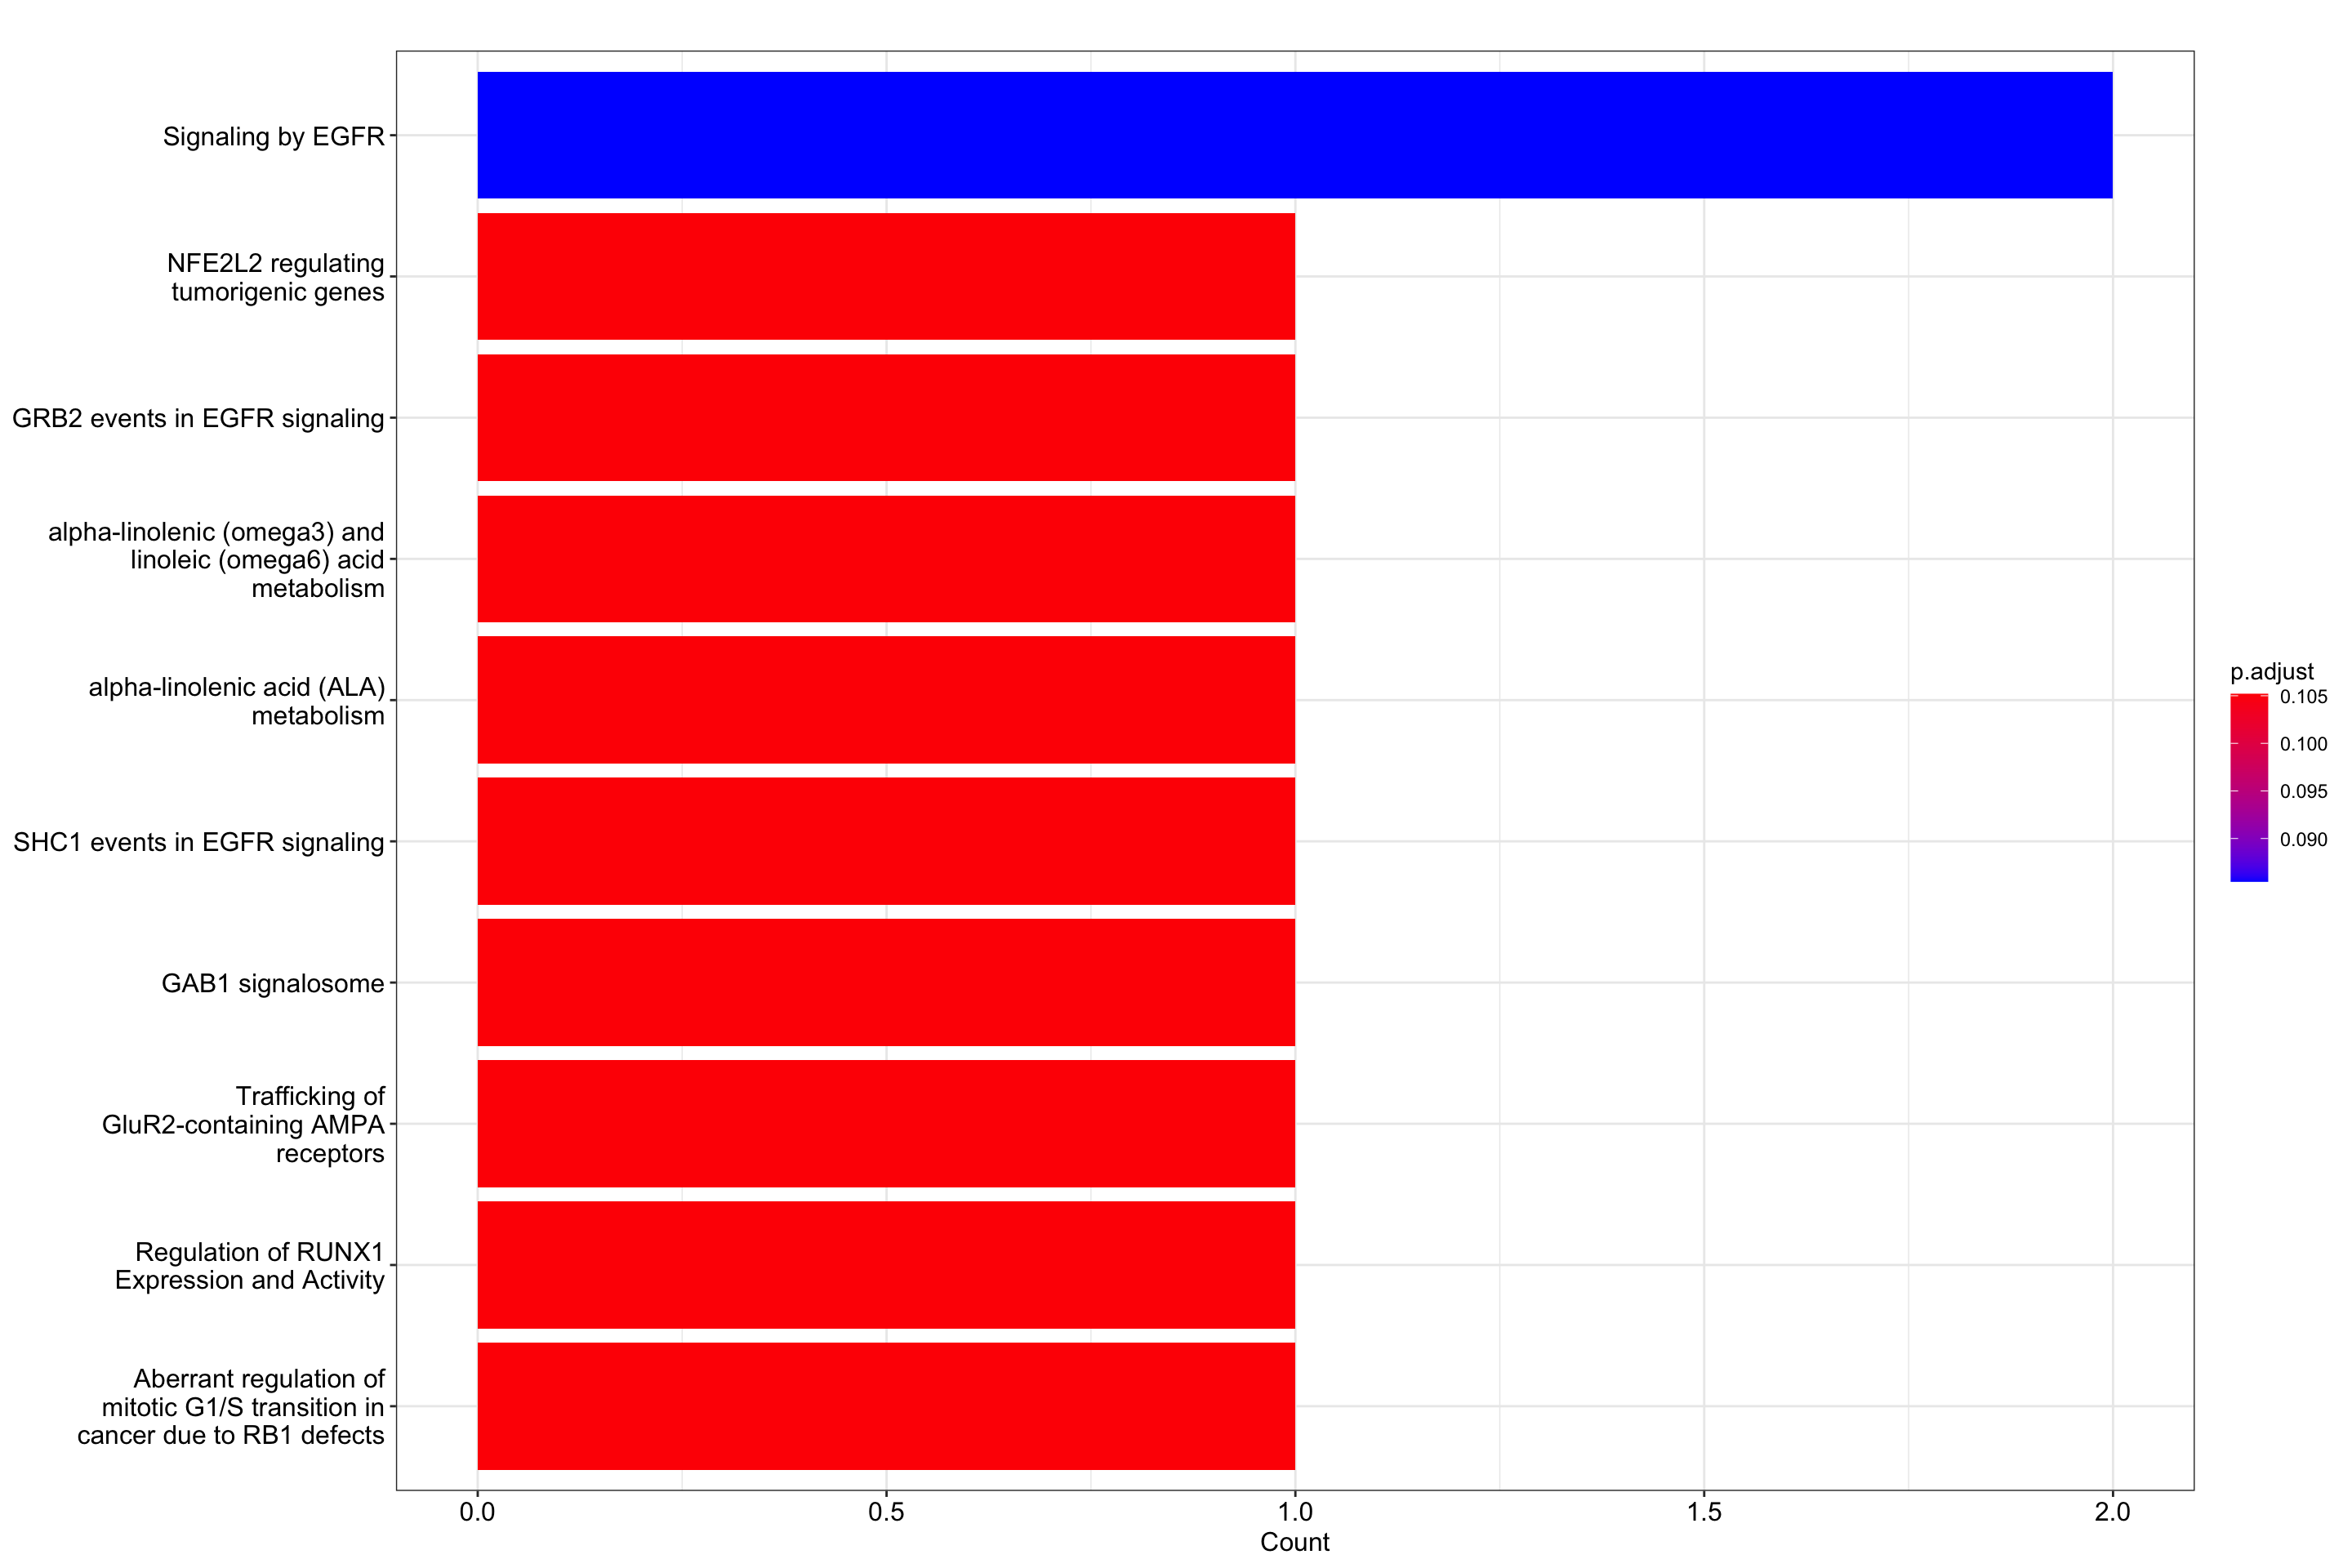 Signaling by EGFR
NFE2L2 regulating
tumorigenic genes
GRB2 events in EGFR signaling
alpha-linolenic (omega3) and
linoleic (omega6) acid
metabolism
alpha-linolenic acid (ALA)
metabolism
SHC1 events in EGFR signaling
GAB1 signalosome
Trafficking of
GluR2-containing AMPA
receptors
Regulation of RUNX1
Expression and Activity
Aberrant regulation of
mitotic G1/S transition in
cancer due to RB1 defects
0.0 0.5 1.0 1.5 2.0
Count
p.adjust
0.105
0.100
0.095
0.090